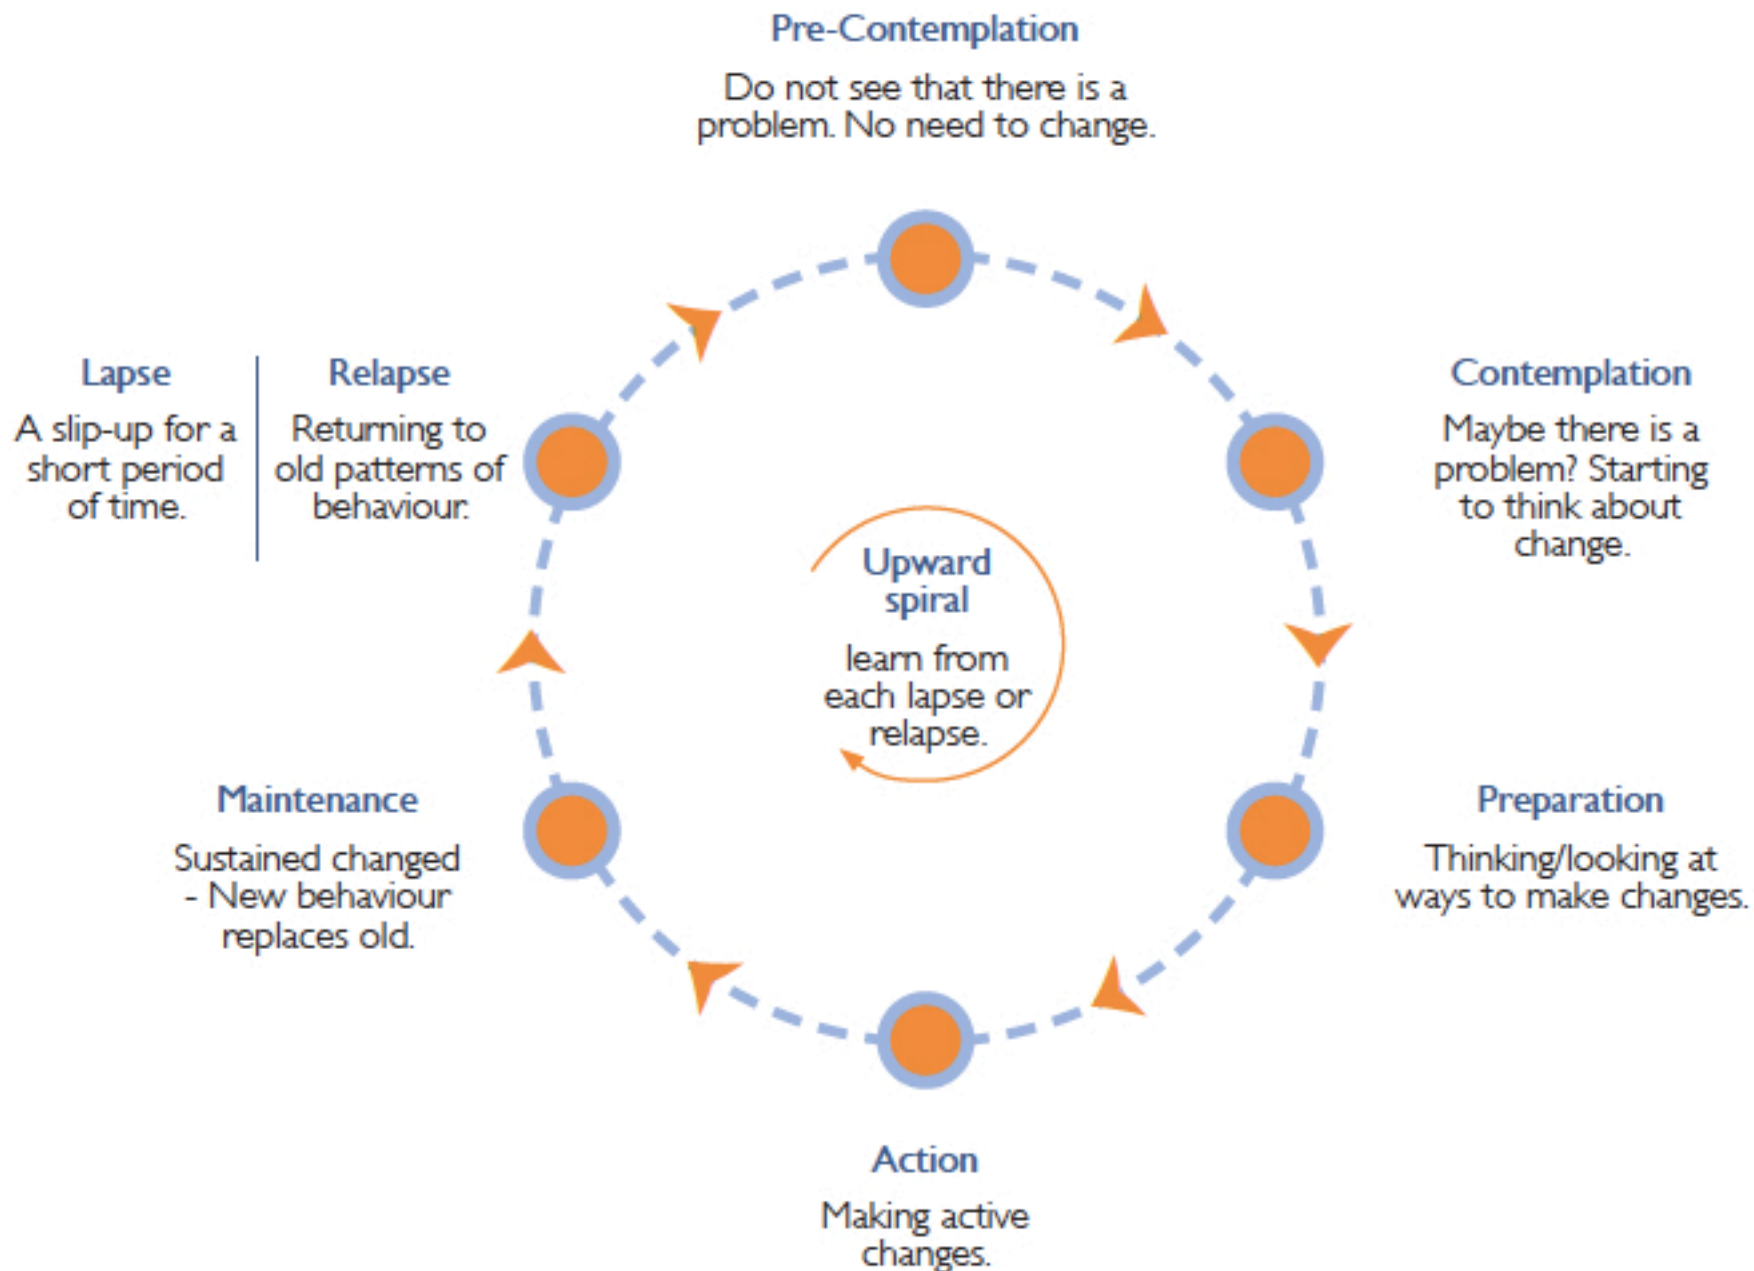 Pre-Contemplation
Do not see that there is a
problem. No need to change.
Contemplation
Maybe there is a
problem? Starting
to think about
change.
Preparation
Thinking/looking at
ways to make changes.
Action
Making active
changes.
Maintenance
Sustained changed
- New behaviour
replaces old.
Lapse
A slip-up for a
short period
of time.
Relapse
Returning to
old patterns of
behaviour.
Upward
spiral
learn from
each lapse or
relapse.